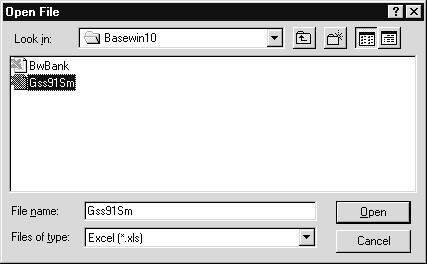 Open File
Look in: Basewin10
BwBank
Gss91Sm
File name: Gss91Sm Open
Files of type: Excel (*.xls) Cancel